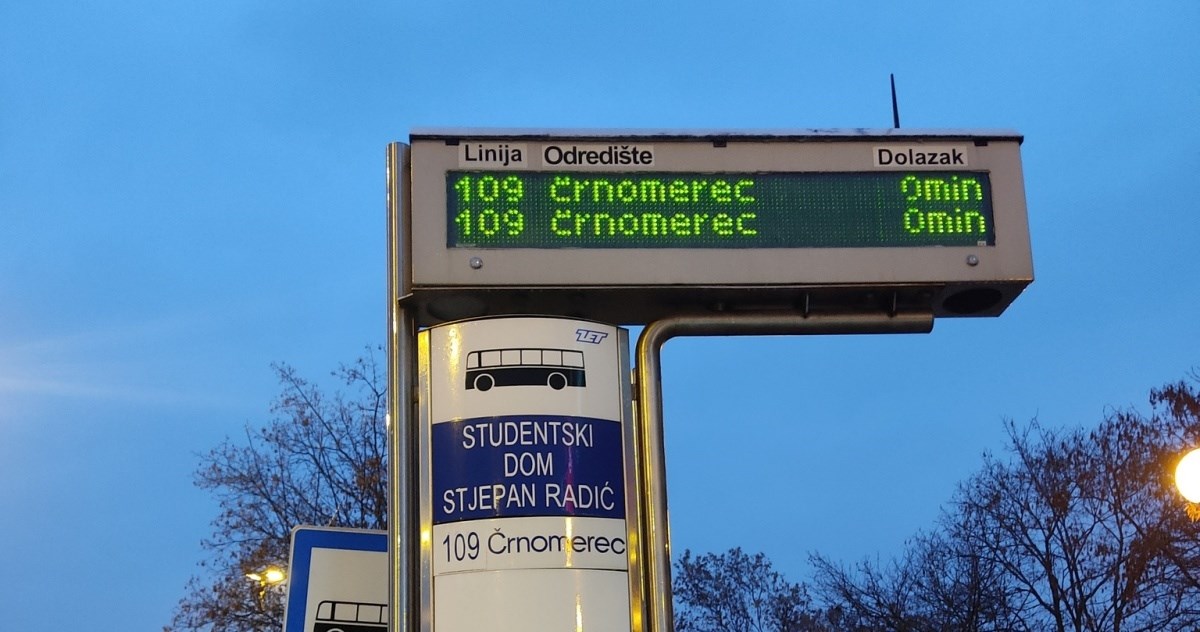 Linija Odredište Dolazak
109 črnomerec 0min
109 črnomerec 0min
ZET
STUDENTSKI
DOM
STJEPAN RADIĆ
109 Črnomerec